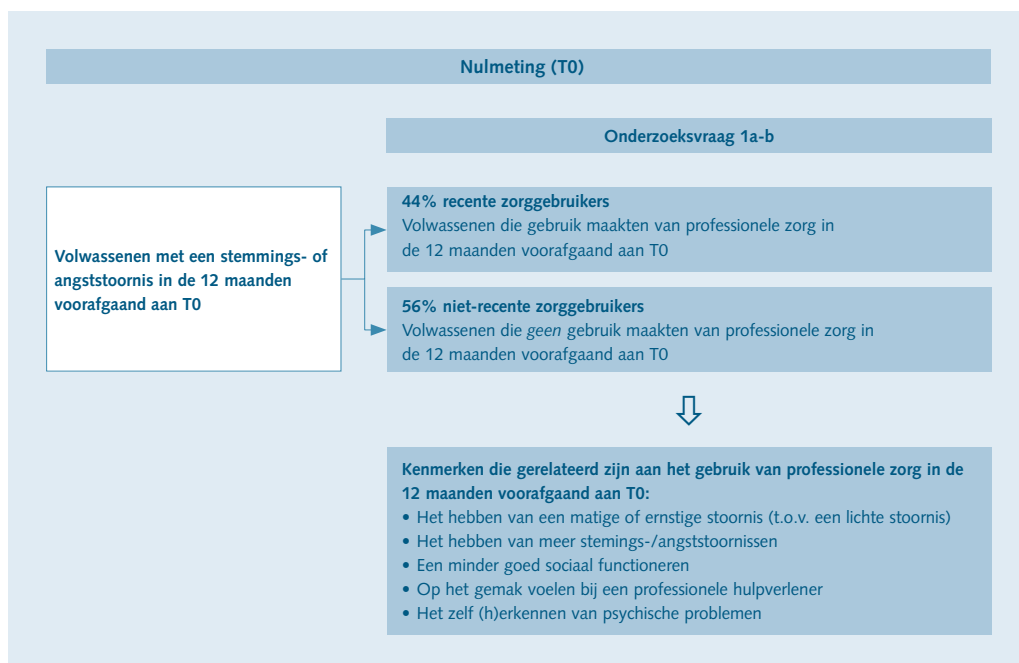 Nulmeting (T0)
Onderzoeksvraag 1a-b
Volwassenen met een stemmings- of
angststoornis in de 12 maanden
voorafgaand aan T0
44% recente zorggebruikers
Volwassenen die gebruik maakten van professionele zorg in
de 12 maanden voorafgaand aan T0
56% niet-recente zorggebruikers
Volwassenen die geen gebruik maakten van professionele zorg in
de 12 maanden voorafgaand aan T0
Kenmerken die gerelateerd zijn aan het gebruik van professionele zorg in de
12 maanden voorafgaand aan T0:
• Het hebben van een matige of ernstige stoornis (t.o.v. een lichte stoornis)
• Het hebben van meer stemings-/angststoornissen
• Een minder goed sociaal functioneren
• Op het gemak voelen bij een professionele hulpverlener
• Het zelf (h)erkennen van psychische problemen